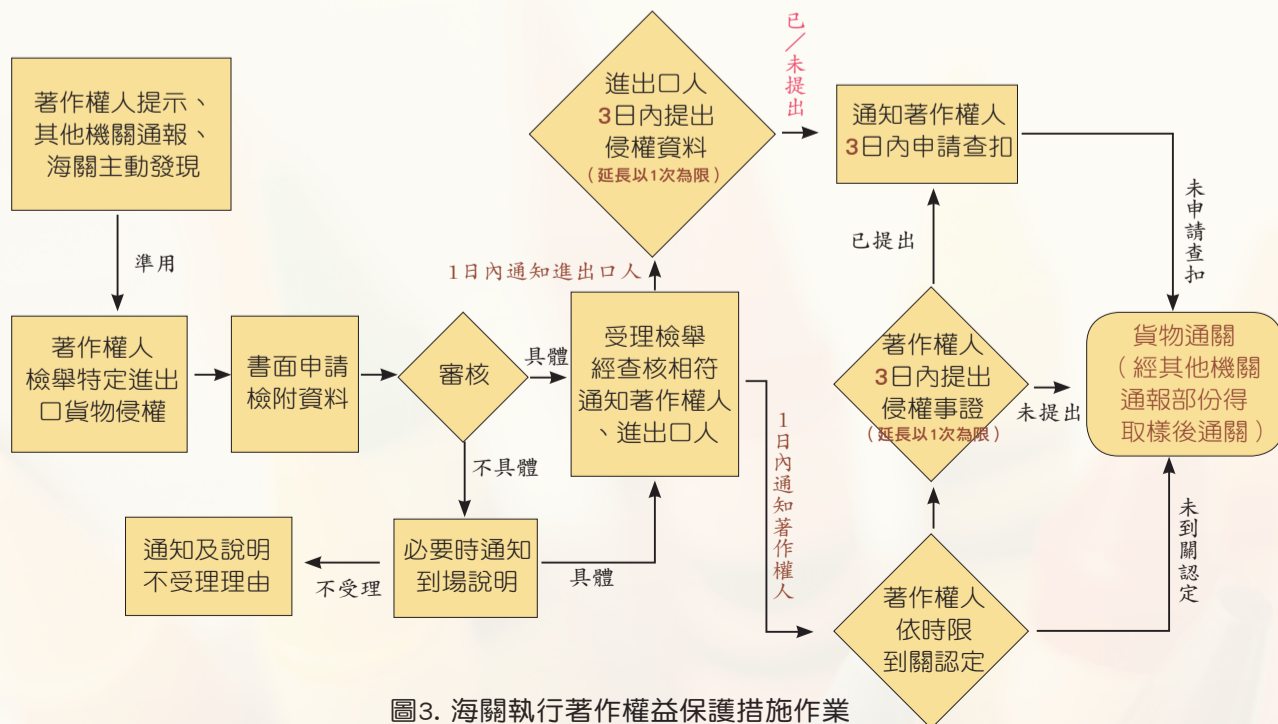 著作權人提示、
其他機關通報、
海關主動發現
準用
著作權人
檢舉特定進出
口貨物侵權
書面申請
檢附資料
審核
具體
不具體
必要時通知
到場說明
不受理
通知及說明
不受理理由
具體
受理檢舉
經查核相符
通知著作權人
、進出口人
1日內通知進出口人
進出口人
3日內提出
侵權資料
(延長以1次為限)
已/未提出
通知著作權人
3日內申請查扣
未申請查扣
1日內通知著作權人
著作權人
依時限
到關認定
未到關認定
著作權人
3日內提出
侵權事證
(延長以1次為限)
已提出
未提出
貨物通關
(經其他機關
通報部份得
取樣後通關)
圖3. 海關執行著作權益保護措施作業